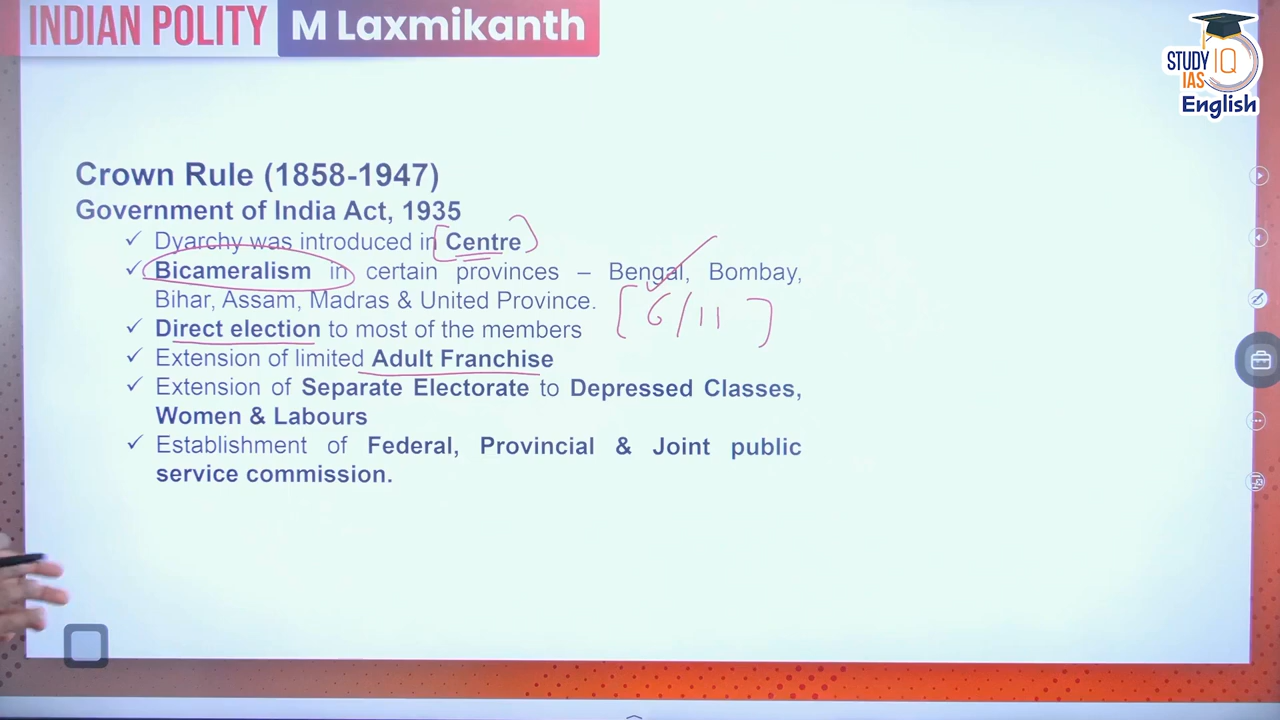 INDIAN POLITY M Laxmikanth
STUDY IQ
IAS
English
Crown Rule (1858-1947)
Government of India Act, 1935
✓ Dyarchy was introduced in [Centre]
✓ Bicameralism in certain provinces – Bengal, Bombay,
Bihar, Assam, Madras & United Province.
[6/11]
✓ Direct election to most of the members
✓ Extension of limited Adult Franchise
✓ Extension of Separate Electorate to Depressed Classes,
Women & Labours
✓ Establishment of Federal, Provincial & Joint public
service commission.